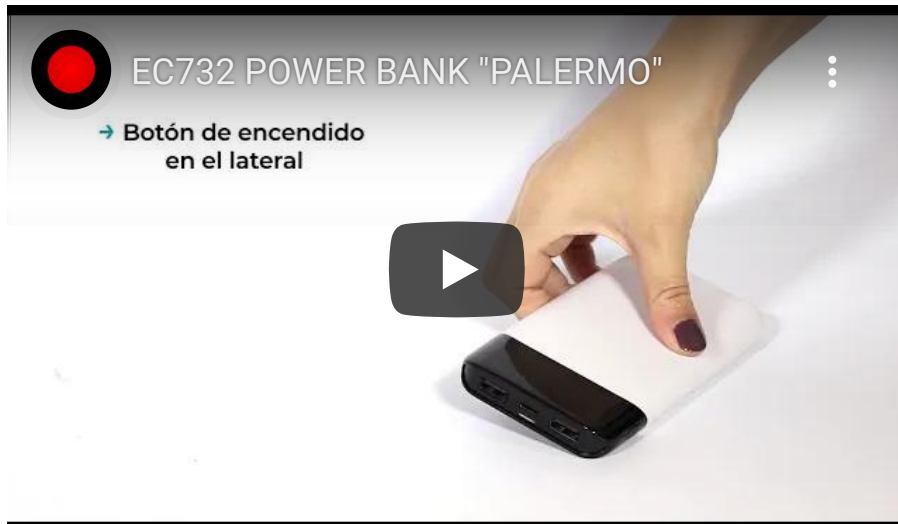 EC732 POWER BANK "PALERMO"
→ Botón de encendido
en el lateral